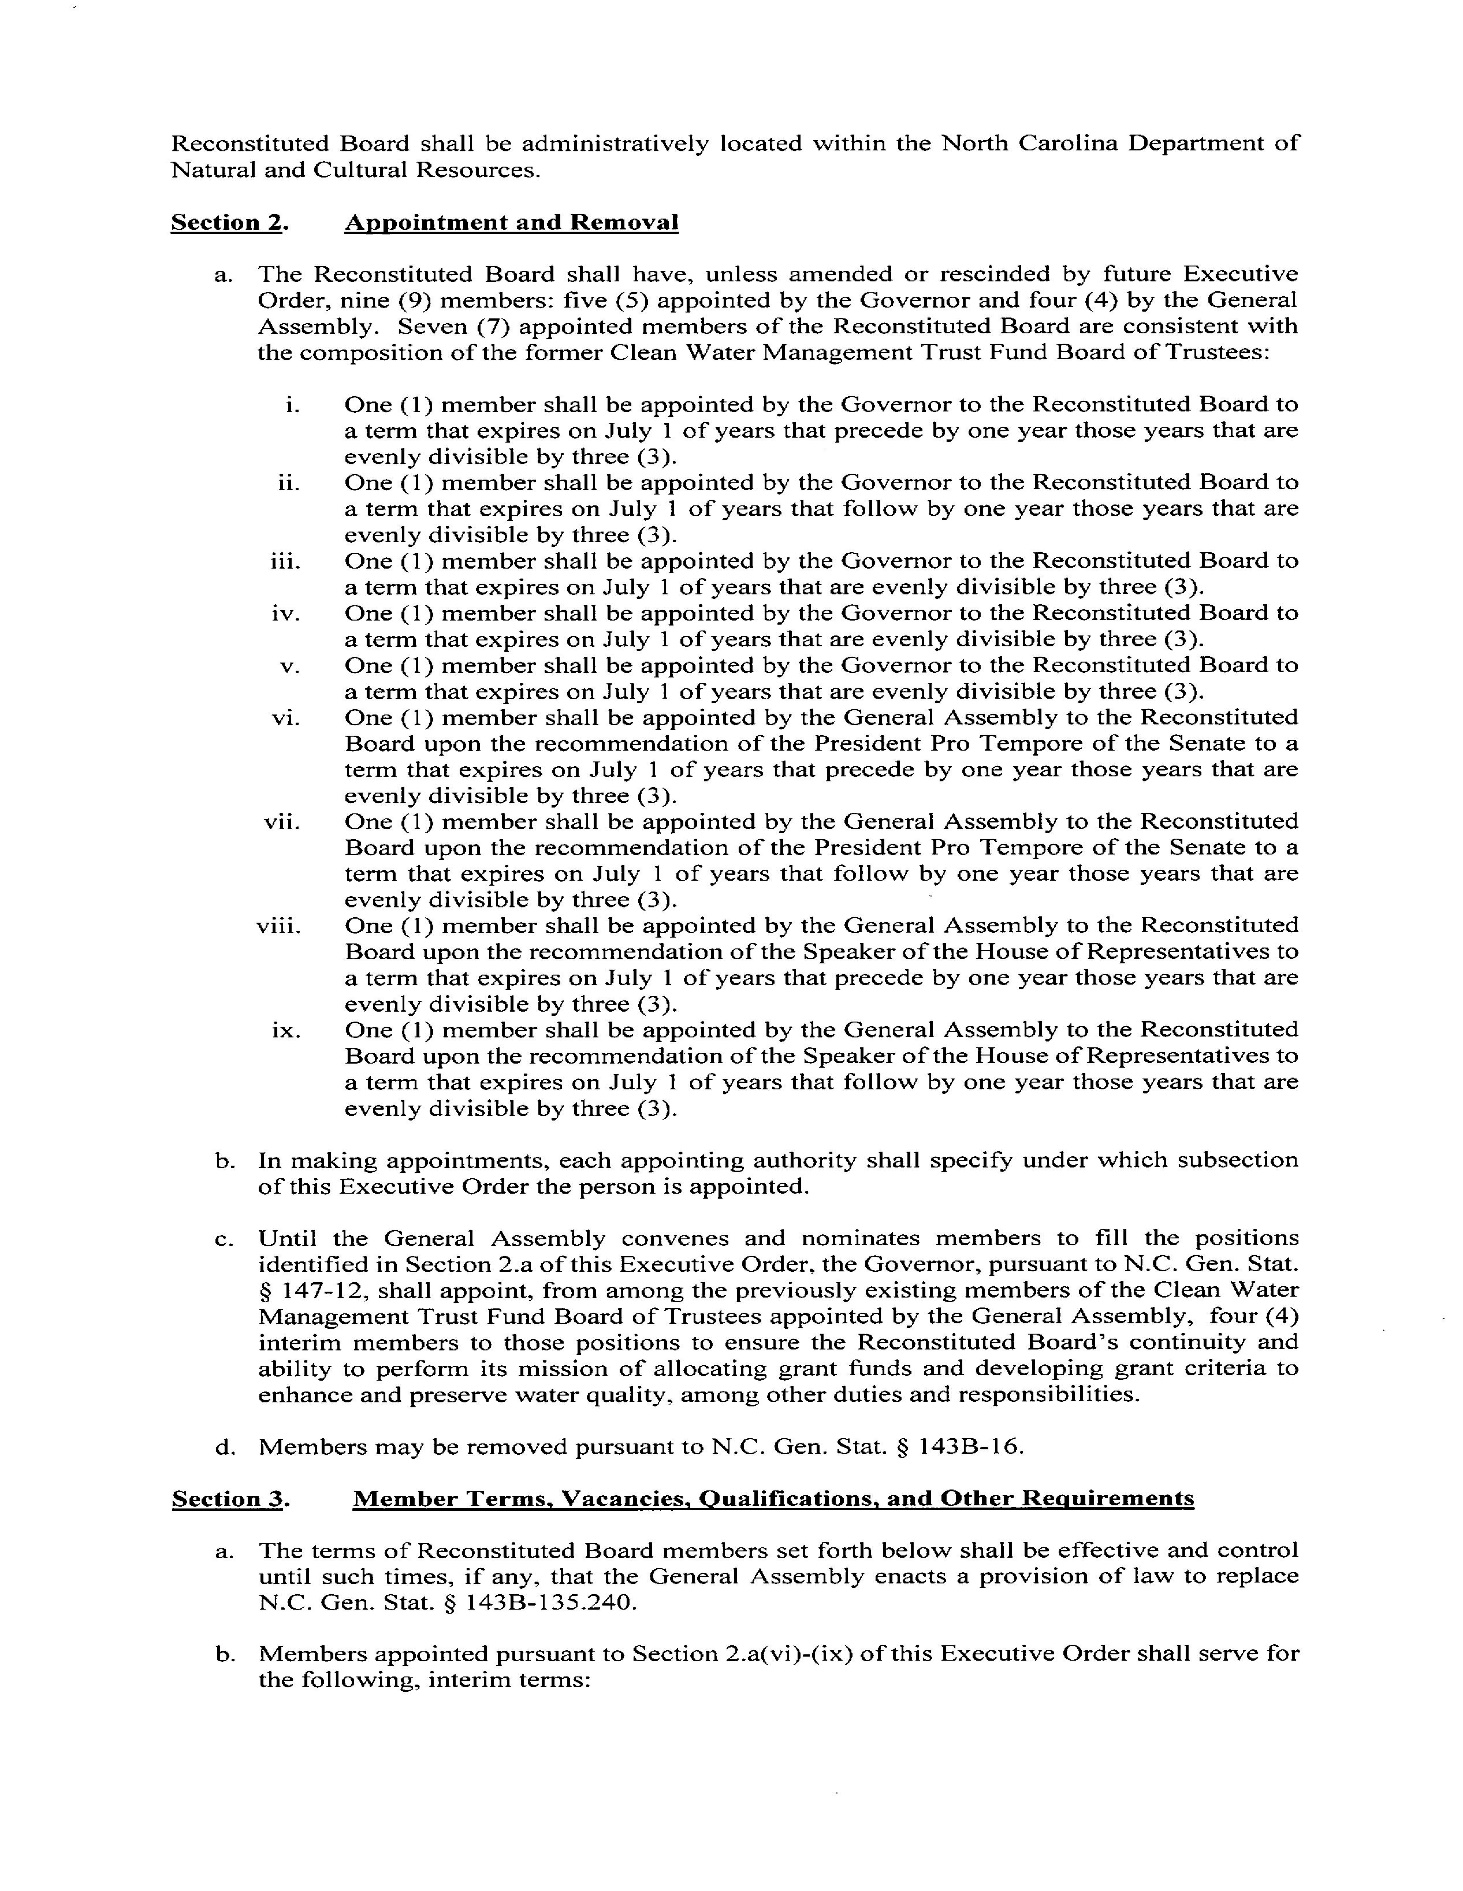 Reconstituted Board shall be administratively located within the North Carolina Department of
Natural and Cultural Resources.
Section 2. Appointment and Removal
a. The Reconstituted Board shall have, unless amended or rescinded by future Executive
Order, nine (9) members: five (5) appointed by the Governor and four (4) by the General
Assembly. Seven (7) appointed members of the Reconstituted Board are consistent with
the composition of the former Clean Water Management Trust Fund Board of Trustees:
i. One (1) member shall be appointed by the Governor to the Reconstituted Board to
a term that expires on July 1 of years that precede by one year those years that are
evenly divisible by three (3).
ii. One (1) member shall be appointed by the Governor to the Reconstituted Board to
a term that expires on July 1 of years that follow by one year those years that are
evenly divisible by three (3).
iii. One (1) member shall be appointed by the Governor to the Reconstituted Board to
a term that expires on July 1 of years that are evenly divisible by three (3).
iv. One (1) member shall be appointed by the Governor to the Reconstituted Board to
a term that expires on July 1 of years that are evenly divisible by three (3).
v. One (1) member shall be appointed by the Governor to the Reconstituted Board to
a term that expires on July 1 of years that are evenly divisible by three (3).
vi. One (1) member shall be appointed by the General Assembly to the Reconstituted
Board upon the recommendation of the President Pro Tempore of the Senate to a
term that expires on July 1 of years that precede by one year those years that are
evenly divisible by three (3).
vii. One (1) member shall be appointed by the General Assembly to the Reconstituted
Board upon the recommendation of the President Pro Tempore of the Senate to a
term that expires on July 1 of years that follow by one year those years that are
evenly divisible by three (3).
viii. One (1) member shall be appointed by the General Assembly to the Reconstituted
Board upon the recommendation of the Speaker of the House of Representatives to
a term that expires on July 1 of years that precede by one year those years that are
evenly divisible by three (3).
ix. One (1) member shall be appointed by the General Assembly to the Reconstituted
Board upon the recommendation of the Speaker of the House of Representatives to
a term that expires on July 1 of years that follow by one year those years that are
evenly divisible by three (3).
b. In making appointments, each appointing authority shall specify under which subsection
of this Executive Order the person is appointed.
c. Until the General Assembly convenes and nominates members to fill the positions
identified in Section 2.a of this Executive Order, the Governor, pursuant to N.C. Gen. Stat.
§ 147-12, shall appoint, from among the previously existing members of the Clean Water
Management Trust Fund Board of Trustees appointed by the General Assembly, four (4)
interim members to those positions to ensure the Reconstituted Board's continuity and
ability to perform its mission of allocating grant funds and developing grant criteria to
enhance and preserve water quality, among other duties and responsibilities.
d. Members may be removed pursuant to N.C. Gen. Stat. § 143B-16.
Section 3. Member Terms, Vacancies, Qualifications, and Other Requirements
a. The terms of Reconstituted Board members set forth below shall be effective and control
until such times, if any, that the General Assembly enacts a provision of law to replace
N.C. Gen. Stat. § 143B-135.240.
b. Members appointed pursuant to Section 2.a(vi)-(ix) of this Executive Order shall serve for
the following, interim terms: